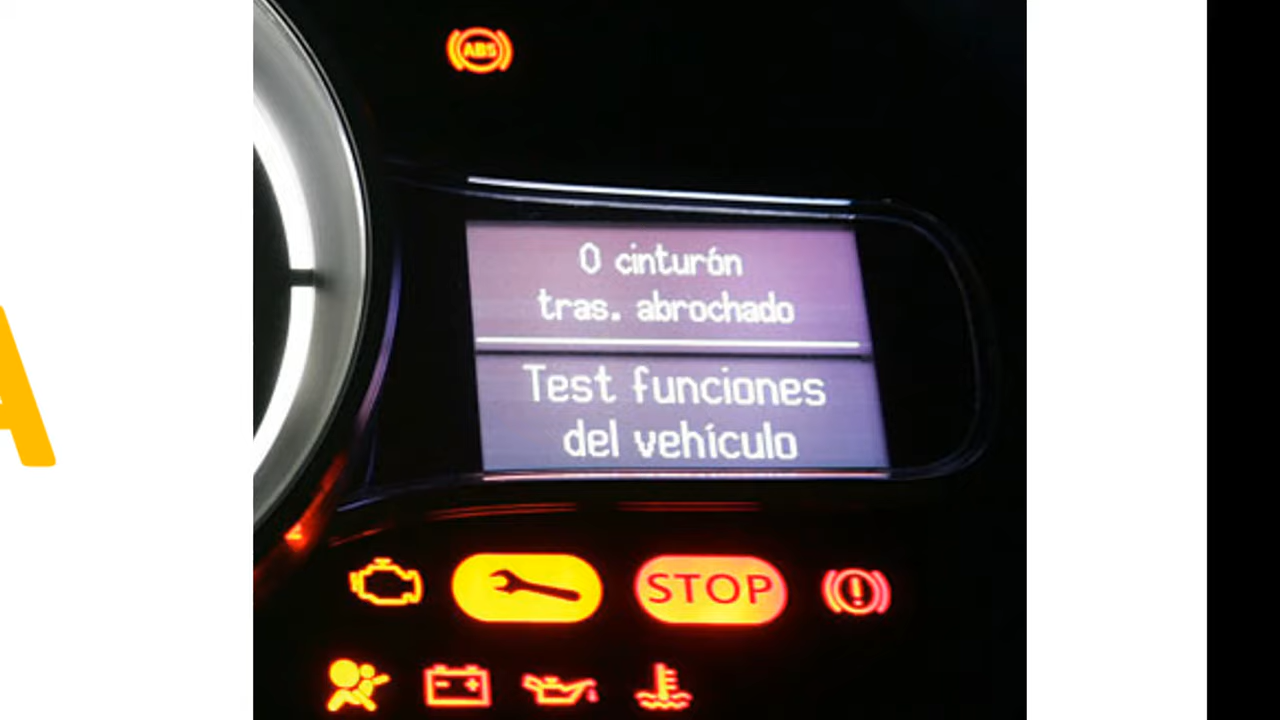 ABS
0 cinturón
tras. abrochado
Test funciones
del vehículo
STOP
A